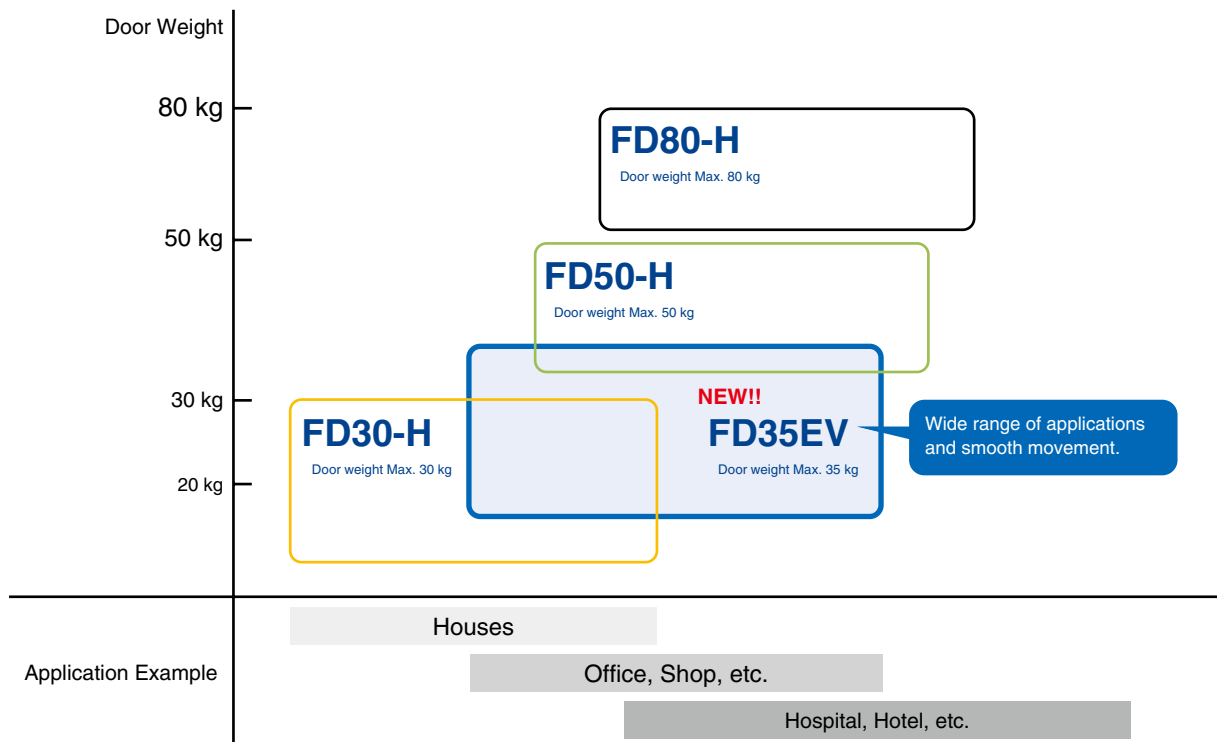 Door Weight
80 kg
FD80-H
Door weight Max. 80 kg
50 kg
FD50-H
Door weight Max. 50 kg
30 kg
NEW!!
FD30-H
Door weight Max. 30 kg
FD35EV
Door weight Max. 35 kg
Wide range of applications
and smooth movement.
20 kg
Houses
Application Example
Office, Shop, etc.
Hospital, Hotel, etc.